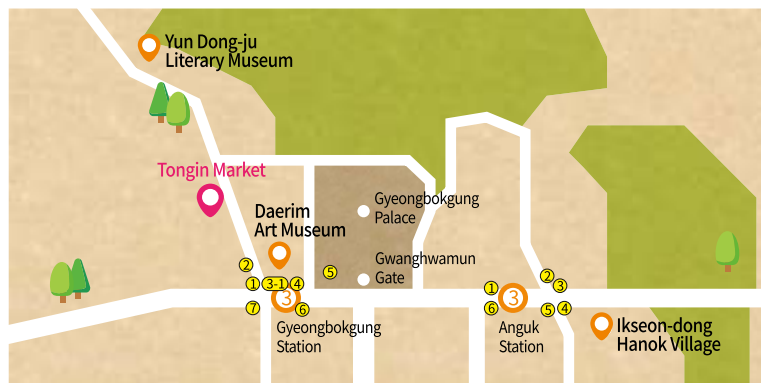 Yun Dong-ju
Literary Museum
Tongin Market
Daerim
Art Museum
Gyeongbokgung
Palace
Gwanghwamun
Gate
2
1
3-1
4
5
3
7
6
Gyeongbokgung
Station
1
6
3
2
3
5
4
Anguk
Station
Ikseon-dong
Hanok Village